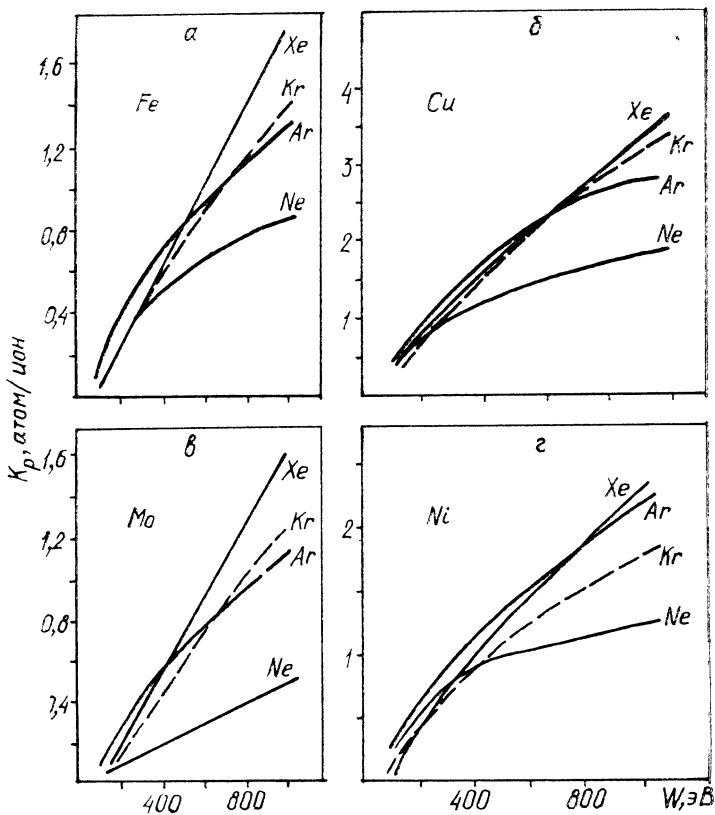 а
1,6
1,2
0,8
0,4
Fe
Xe
Kr
Ar
Ne
б
4
3
2
1
Cu
Xe
Kr
Ar
Ne
Kр, атом/ион
в
1,6
1,2
0,8
0,4
Mo
Xe
Kr
Ar
Ne
400 800
г
2
1
Ni
Xe
Ar
Kr
Ne
400 800 W,эВ